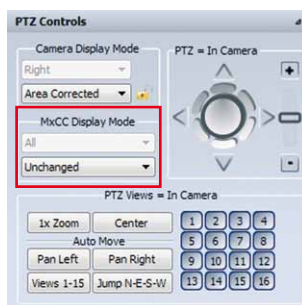 PTZ Controls
Camera Display Mode
PTZ = In Camera
Right
Area Corrected
MxCC Display Mode
All
Unchanged
PTZ Views = In Camera
1x Zoom Center 1 2 3 4
Auto Move 5 6 7 8
Pan Left Pan Right 9 10 11 12
Views 1-15 Jump N-E-S-W 13 14 15 16